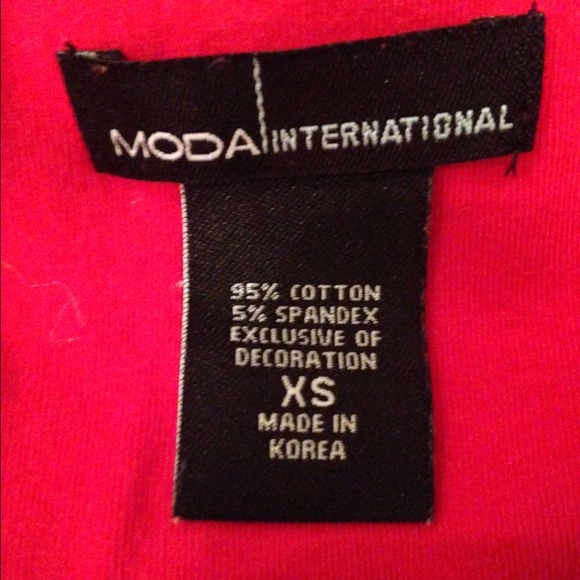 MODA INTERNATIONAL
95% COTTON
5% SPANDEX
EXCLUSIVE OF
DECORATION
XS
MADE IN
KOREA